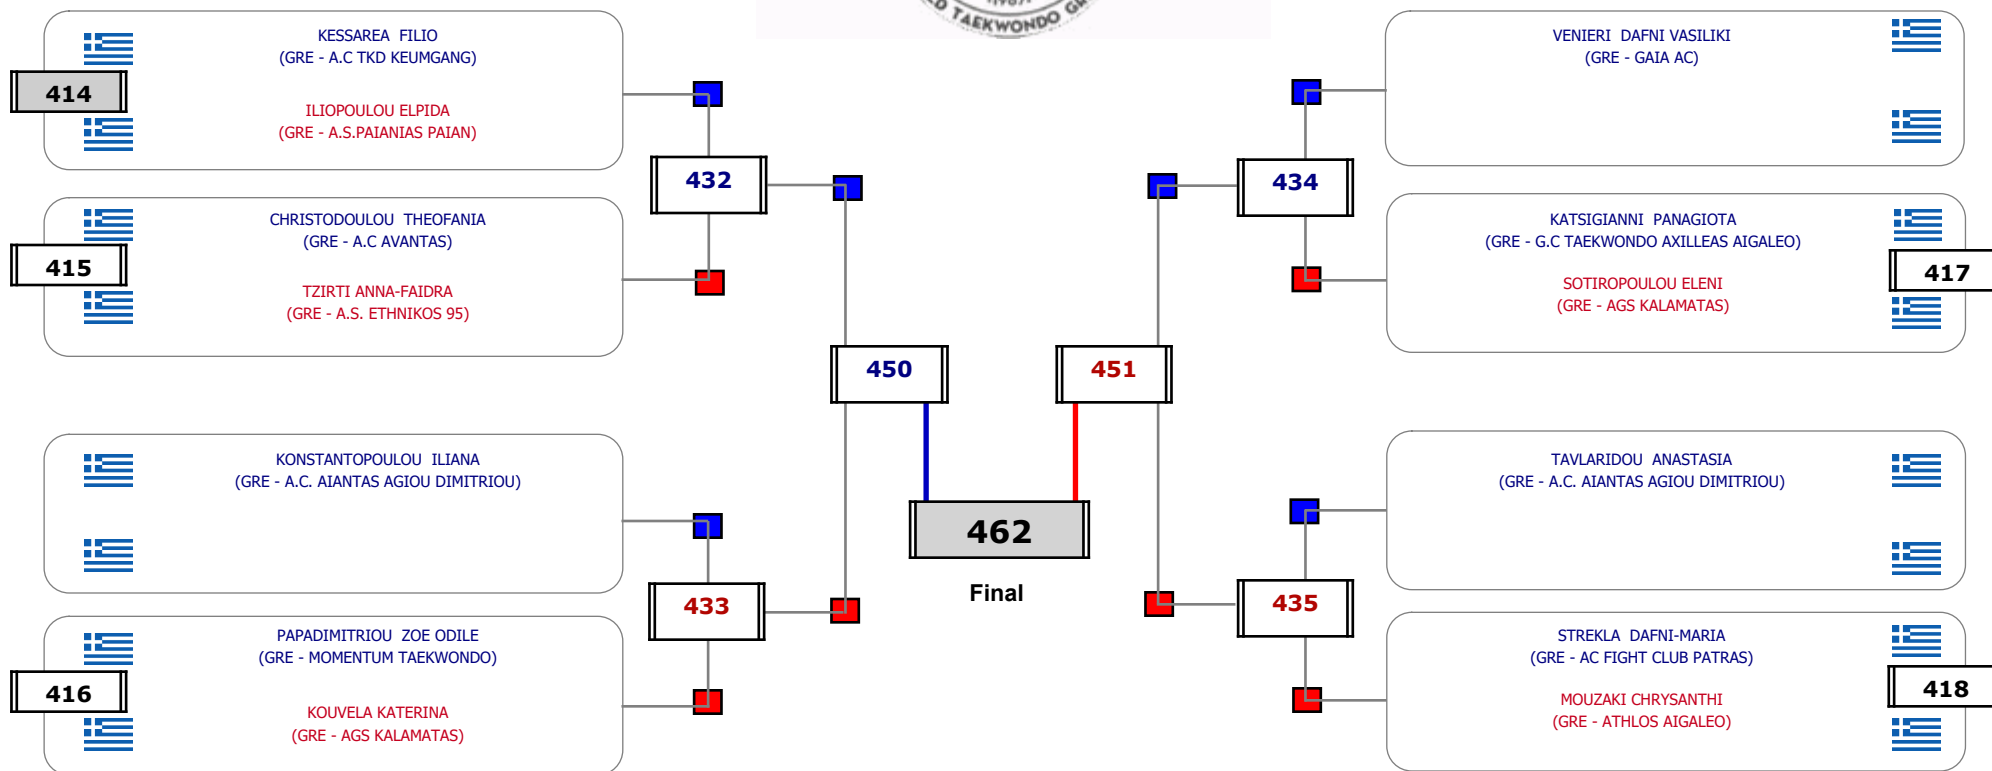 TAEKWONDO
KESSAREA FILIO
(GRE - A.C TKD KEUMGANG)
414
ILIOPOULOU ELPIDA
(GRE - A.S.PAIANIAS PAIAN)
CHRISTODOULOU THEOFANIA
(GRE - A.C AVANTAS)
415
TZIRTI ANNA-FAIDRA
(GRE - A.S. ETHNIKOS 95)
432
KONSTANTOPOULOU ILIANA
(GRE - A.C. AIANTAS AGIOU DIMITRIOU)
PAPADIMITRIOU ZOE ODILE
(GRE - MOMENTUM TAEKWONDO)
416
KOUVELA KATERINA
(GRE - AGS KALAMATAS)
433
450
462
Final
451
VENIERI DAFNI VASILIKI
(GRE - GAIA AC)
434
KATSIGIANNI PANAGIOTA
(GRE - G.C TAEKWONDO AXILLEAS AIGALEO)
417
SOTIROPOULOU ELENI
(GRE - AGS KALAMATAS)
TAVLARIDOU ANASTASIA
(GRE - A.C. AIANTAS AGIOU DIMITRIOU)
435
STREKLA DAFNI-MARIA
(GRE - AC FIGHT CLUB PATRAS)
418
MOUZAKI CHRYSANTHI
(GRE - ATHLOS AIGALEO)